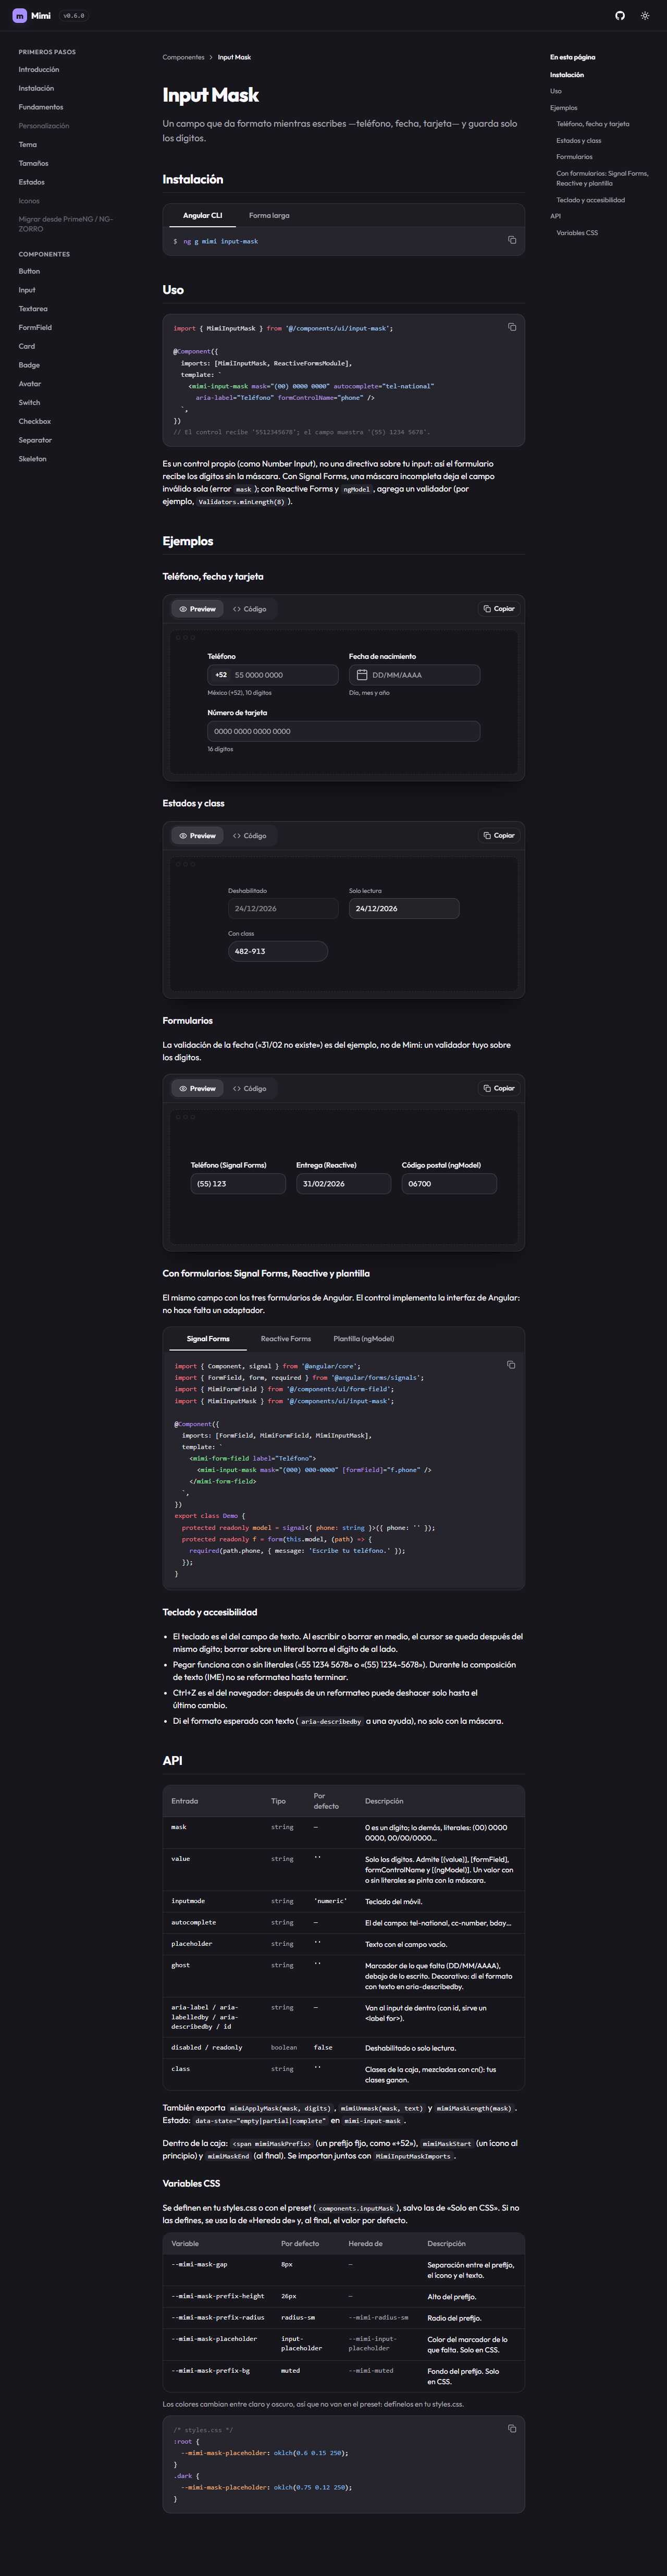 m Mimi v0.6.0
PRIMEROS PASOS
Introducción
Instalación
Fundamentos
Personalización
Tema
Tamaños
Estados
Iconos
Migrar desde PrimeNG / NG-
ZORRO
COMPONENTES
Button
Input
Textarea
FormField
Card
Badge
Avatar
Switch
Checkbox
Separator
Skeleton
Componentes > Input Mask
Input Mask
Un campo que da formato mientras escribes —teléfono, fecha, tarjeta— y guarda solo
los dígitos.
Instalación
Angular CLI Forma larga
$ ng g mimi input-mask
Uso
import { MimiInputMask } from '@/components/ui/input-mask';
@Component({
imports: [MimiInputMask, ReactiveFormsModule],
template: `
<mimi-input-mask mask="(00) 0000 0000" autocomplete="tel-national"
aria-label="Teléfono" formControlName="phone" />
`,
})
// El control recibe '5512345678'; el campo muestra '(55) 1234 5678'.
Es un control propio (como Number Input), no una directiva sobre tu input: así el formulario
recibe los dígitos sin la máscara. Con Signal Forms, una máscara incompleta deja el campo
inválido sola (error mask ); con Reactive Forms y ngModel , agrega un validador (por
ejemplo, Validators.minLength(8) ).
Ejemplos
Teléfono, fecha y tarjeta
Preview Código Copiar
Teléfono Fecha de nacimiento
+52 55 0000 0000 DD/MM/AAAA
México (+52), 10 dígitos Día, mes y año
Número de tarjeta
0000 0000 0000 0000
16 dígitos
Estados y class
Preview Código Copiar
Deshabilitado Solo lectura
24/12/2026 24/12/2026
Con class
482-913
Formularios
La validación de la fecha («31/02 no existe») es del ejemplo, no de Mimi: un validador tuyo sobre
los dígitos.
Preview Código Copiar
Teléfono (Signal Forms) Entrega (Reactive) Código postal (ngModel)
(55) 123 31/02/2026 06700
Con formularios: Signal Forms, Reactive y plantilla
El mismo campo con los tres formularios de Angular. El control implementa la interfaz de Angular:
no hace falta un adaptador.
Signal Forms Reactive Forms Plantilla (ngModel)
import { Component, signal } from '@angular/core';
import { FormField, form, required } from '@angular/forms/signals';
import { MimiFormField } from '@/components/ui/form-field';
import { MimiInputMask } from '@/components/ui/input-mask';
@Component({
imports: [FormField, MimiFormField, MimiInputMask],
template: `
<mimi-form-field label="Teléfono">
<mimi-input-mask mask="(000) 000-0000" [formField]="f.phone" />
</mimi-form-field>
`,
})
export class Demo {
protected readonly model = signal<{ phone: string }>({ phone: '' });
protected readonly f = form(this.model, (path) => {
required(path.phone, { message: 'Escribe tu teléfono.' });
});
}
Teclado y accesibilidad
• El teclado es el del campo de texto. Al escribir o borrar en medio, el cursor se queda después del
mismo dígito; borrar sobre un literal borra el dígito de al lado.
• Pegar funciona con o sin literales («55 1234 5678» o «(55) 1234-5678»). Durante la composición
de texto (IME) no se reformatea hasta terminar.
• Ctrl+Z es el del navegador: después de un reformateo puede deshacer solo hasta el
último cambio.
• Di el formato esperado con texto ( aria-describedby a una ayuda), no solo con la máscara.
API
Entrada Tipo Por defecto Descripción
mask string — 0 es un dígito; lo demás, literales: (00) 0000
0000, 00/00/0000…
value string '' Solo los dígitos. Admite [(value)], [formField],
formControlName y [(ngModel)]. Un valor con
o sin literales se pinta con la máscara.
inputmode string 'numeric' Teclado del móvil.
autocomplete string — El del campo: tel-national, cc-number, bday…
placeholder string '' Texto con el campo vacío.
ghost string '' Marcador de lo que falta (DD/MM/AAAA),
debajo de lo escrito. Decorativo: di el formato
con texto en aria-describedby.
aria-label / aria-
labelledby / aria-
describedby / id string — Van al input de dentro (con id, sirve un
<label for>).
disabled / readonly boolean false Deshabilitado o solo lectura.
class string '' Clases de la caja, mezcladas con cn(): tus
clases ganan.
También exporta mimiApplyMask(mask, digits) , mimiUnmask(mask, text) y mimiMaskLength(mask) .
Estado: data-state="empty|partial|complete" en mimi-input-mask .
Dentro de la caja: <span mimiMaskPrefix> (un prefijo fijo, como «+52»), mimiMaskStart (un ícono al
principio) y mimiMaskEnd (al final). Se importan juntos con MimiInputMaskImports .
Variables CSS
Se definen en tu styles.css o con el preset ( components.inputMask ), salvo las de «Solo en CSS». Si no
las defines, se usa la de «Hereda de» y, al final, el valor por defecto.
Variable Por defecto Hereda de Descripción
--mimi-mask-gap 8px — Separación entre el prefijo,
el ícono y el texto.
--mimi-mask-prefix-height 26px — Alto del prefijo.
--mimi-mask-prefix-radius radius-sm --mimi-radius-sm Radio del prefijo.
--mimi-mask-placeholder input-
placeholder --mimi-input-
placeholder Color del marcador de lo
que falta. Solo en CSS.
--mimi-mask-prefix-bg muted --mimi-muted Fondo del prefijo. Solo
en CSS.
Los colores cambian entre claro y oscuro, así que no van en el preset: defínelos en tu styles.css.
/* styles.css */
:root {
--mimi-mask-placeholder: oklch(0.6 0.15 250);
}
.dark {
--mimi-mask-placeholder: oklch(0.75 0.12 250);
}
En esta página
Instalación
Uso
Ejemplos
Teléfono, fecha y tarjeta
Estados y class
Formularios
Con formularios: Signal Forms,
Reactive y plantilla
Teclado y accesibilidad
API
Variables CSS